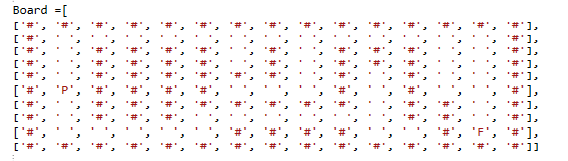 Board =[
['#', '#', '#', '#', '#', '#', '#', '#', '#', '#', '#', '#', '#', '#', '#'],
['#', ' ', ' ', ' ', ' ', ' ', ' ', ' ', ' ', ' ', ' ', ' ', ' ', ' ', '#'],
['#', ' ', '#', '#', '#', '#', ' ', '#', ' ', '#', '#', '#', ' ', ' ', '#'],
['#', ' ', '#', '#', '#', '#', ' ', '#', ' ', '#', '#', '#', ' ', ' ', '#'],
['#', ' ', '#', '#', '#', '#', '#', '#', ' ', '#', ' ', '#', ' ', ' ', '#'],
['#', 'P', '#', '#', '#', '#', ' ', ' ', ' ', '#', ' ', '#', ' ', ' ', '#'],
['#', ' ', '#', '#', '#', '#', '#', '#', '#', '#', ' ', '#', '#', ' ', '#'],
['#', ' ', '#', '#', '#', ' ', ' ', ' ', ' ', ' ', ' ', ' ', ' ', ' ', '#'],
['#', ' ', ' ', ' ', ' ', ' ', '#', '#', '#', '#', ' ', ' ', '#', 'F', '#'],
['#', '#', '#', '#', '#', '#', '#', '#', '#', '#', '#', '#', '#', '#', '#']]